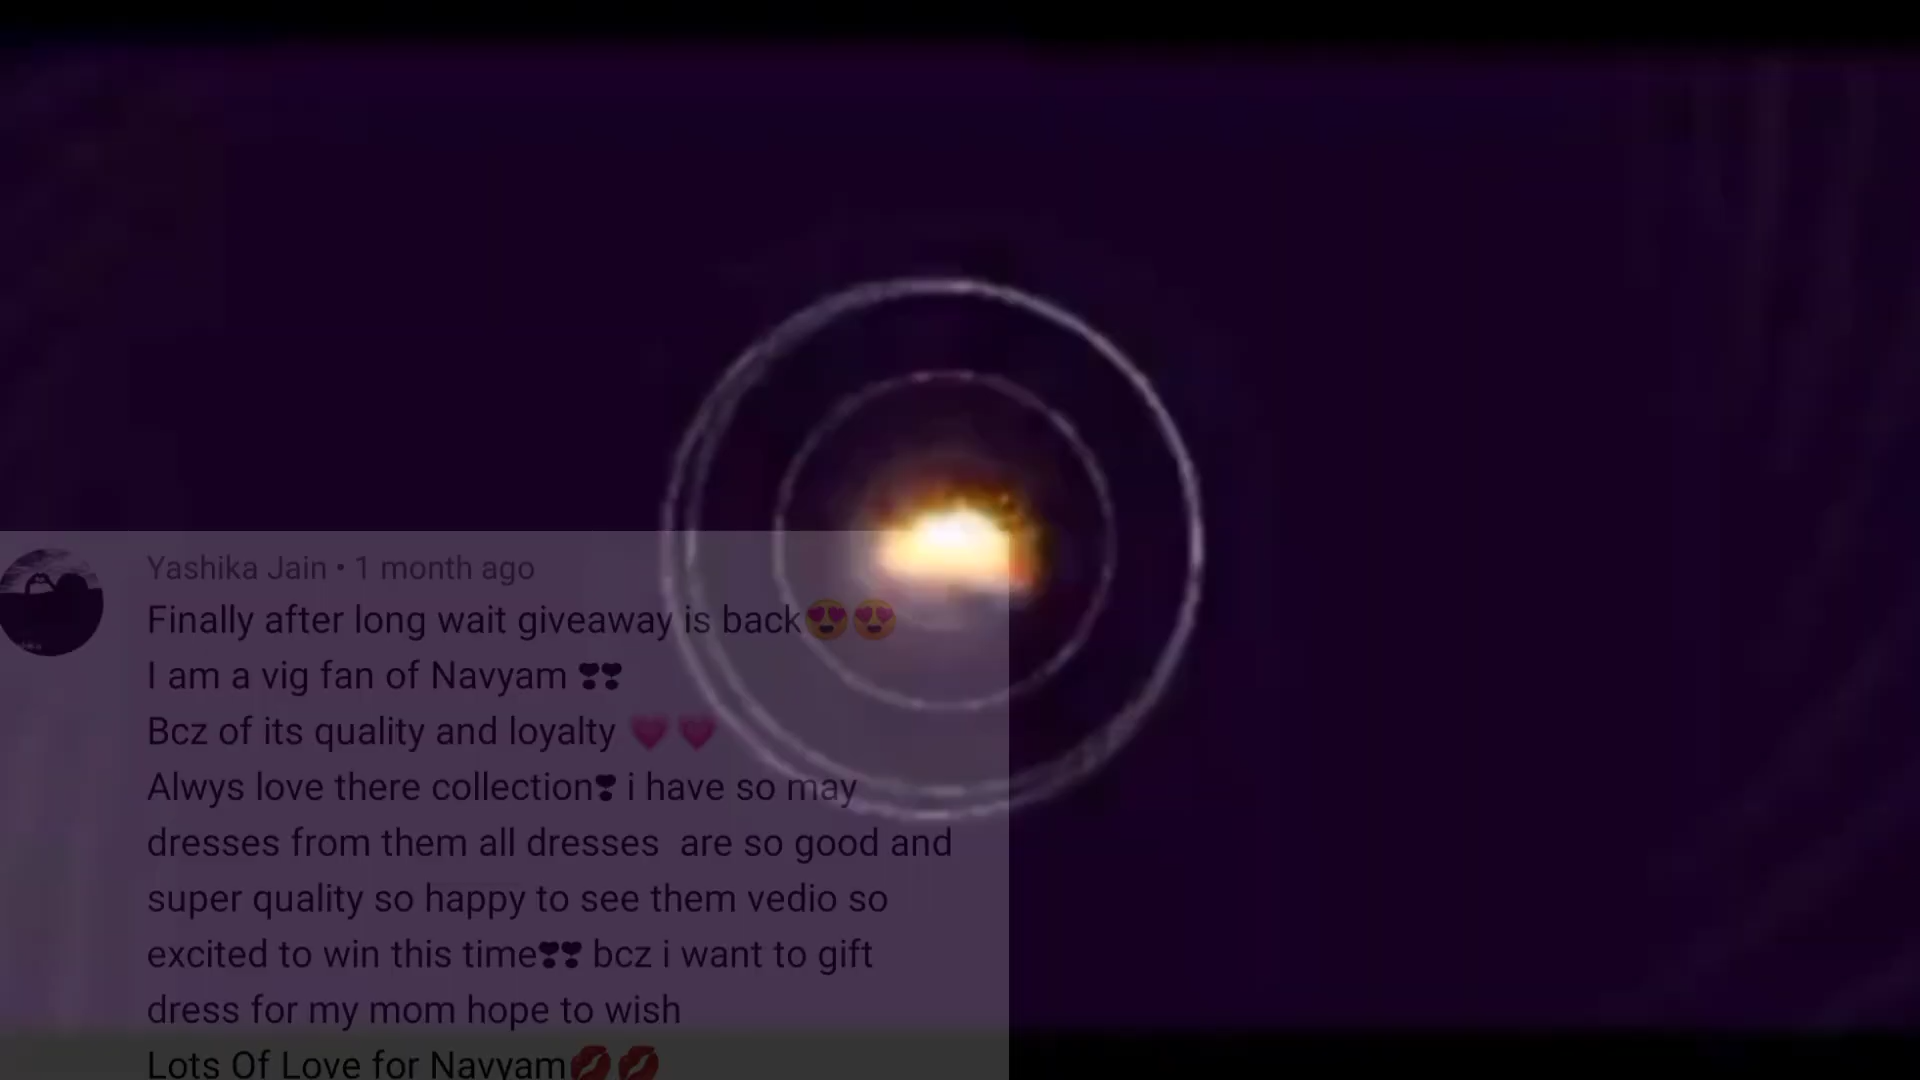 Yashika Jain • 1 month ago
Finally after long wait giveaway is back😍😍
I am a vig fan of Navyam ❣❣
Bcz of its quality and loyalty 💗💗
Alwys love there collection❣ i have so may
dresses from them all dresses  are so good and
super quality so happy to see them vedio so
excited to win this time❣❣ bcz i want to gift
dress for my mom hope to wish
Lots Of Love for Navyam💋💋